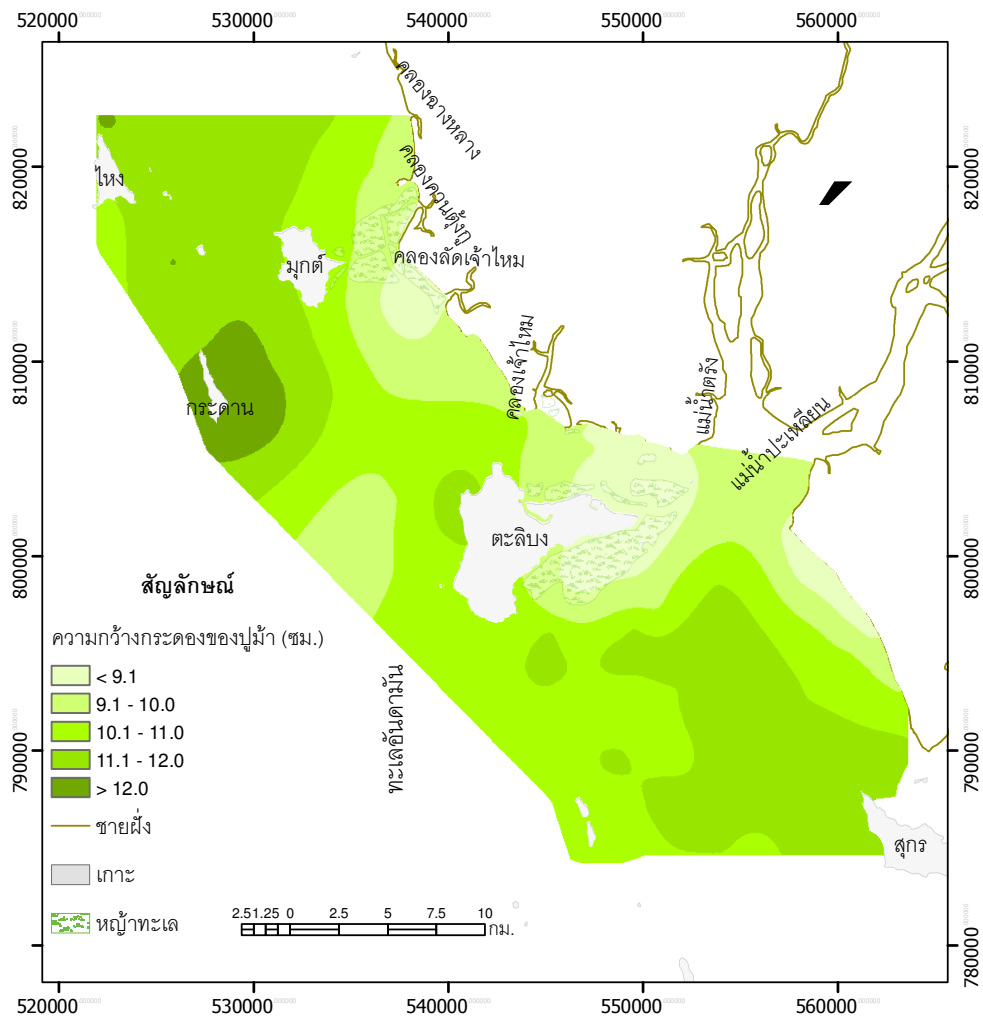 520000 530000 540000 550000 560000
820000
810000
800000
790000
780000
820000
810000
800000
790000
780000
คลองฉางหลาง
คลองควนตุ้งกู
คลองลัดเจ้าไหม
คลองเจ้าไหม
แม่น้ำตรัง
แม่น้ำปะเหลียน
ไหง
มุกต์
กระดาน
ตะลิบง
สุกร
ทะเลอันดามัน
สัญลักษณ์
ความกว้างกระดองของปูม้า (ซม.)
< 9.1
9.1 - 10.0
10.1 - 11.0
11.1 - 12.0
> 12.0
ชายฝั่ง
เกาะ
หญ้าทะเล
2.5 1.25 0 2.5 5 7.5 10
กม.
520000 530000 540000 550000 560000